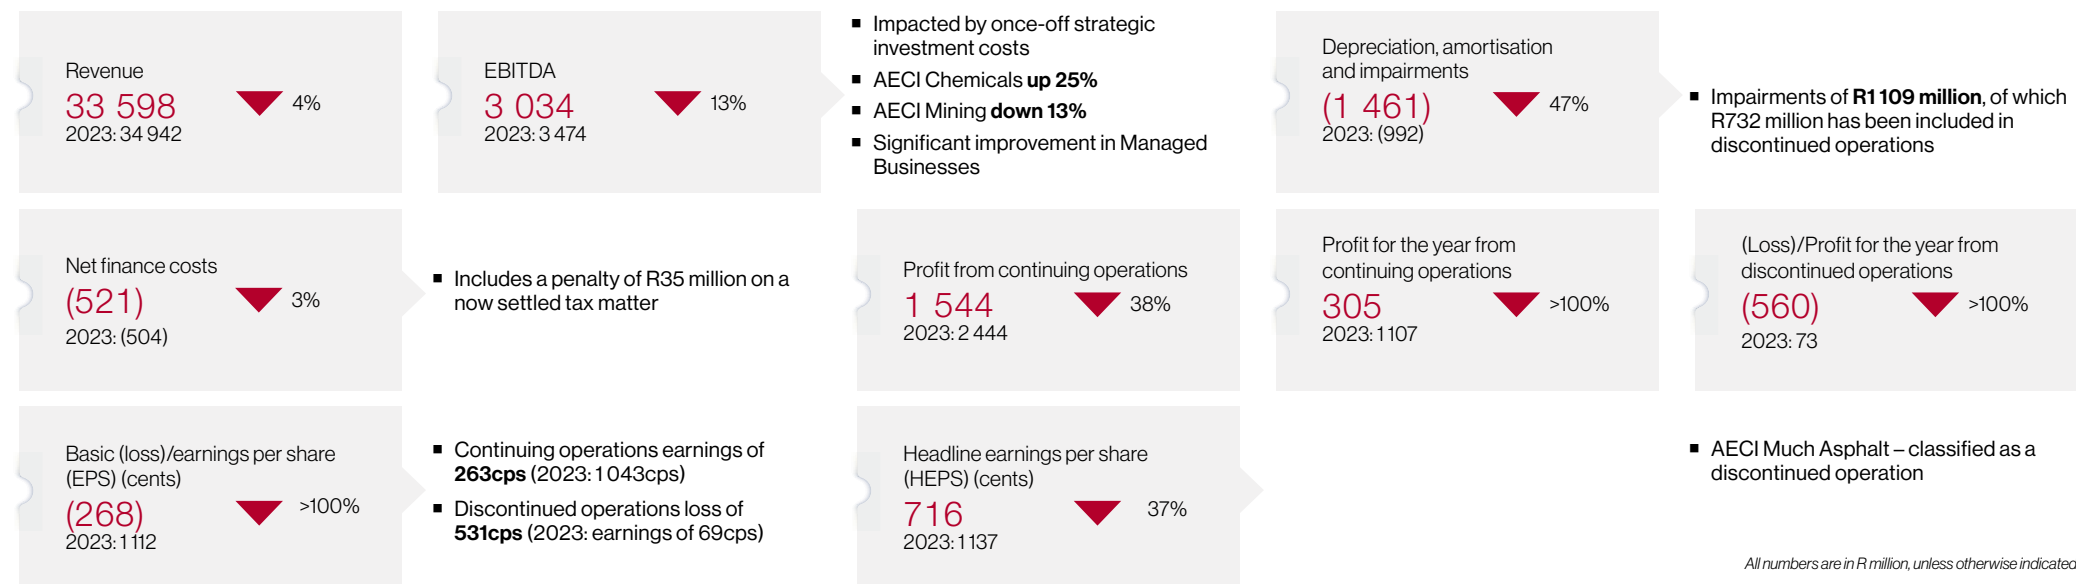 Revenue
33 598
4%
2023: 34 942
EBITDA
3 034
13%
2023: 3 474
▪ Impacted by once-off strategic
investment costs
▪ AECI Chemicals up 25%
▪ AECI Mining down 13%
▪ Significant improvement in Managed
Businesses
Depreciation, amortisation
and impairments
(1 461)
47%
2023: (992)
▪ Impairments of R1 109 million, of which
R732 million has been included in
discontinued operations
Net finance costs
(521)
3%
2023: (504)
▪ Includes a penalty of R35 million on a
now settled tax matter
Profit from continuing operations
1 544
38%
2023: 2 444
Profit for the year from
continuing operations
305
>100%
2023: 1 107
(Loss)/Profit for the year from
discontinued operations
(560)
>100%
2023: 73
Basic (loss)/earnings per share
(EPS) (cents)
(268)
>100%
2023: 1 112
▪ Continuing operations earnings of
263cps (2023: 1 043cps)
▪ Discontinued operations loss of
531cps (2023: earnings of 69cps)
Headline earnings per share
(HEPS) (cents)
716
37%
2023: 1 137
▪ AECI Much Asphalt – classified as a
discontinued operation
All numbers are in R million, unless otherwise indicated